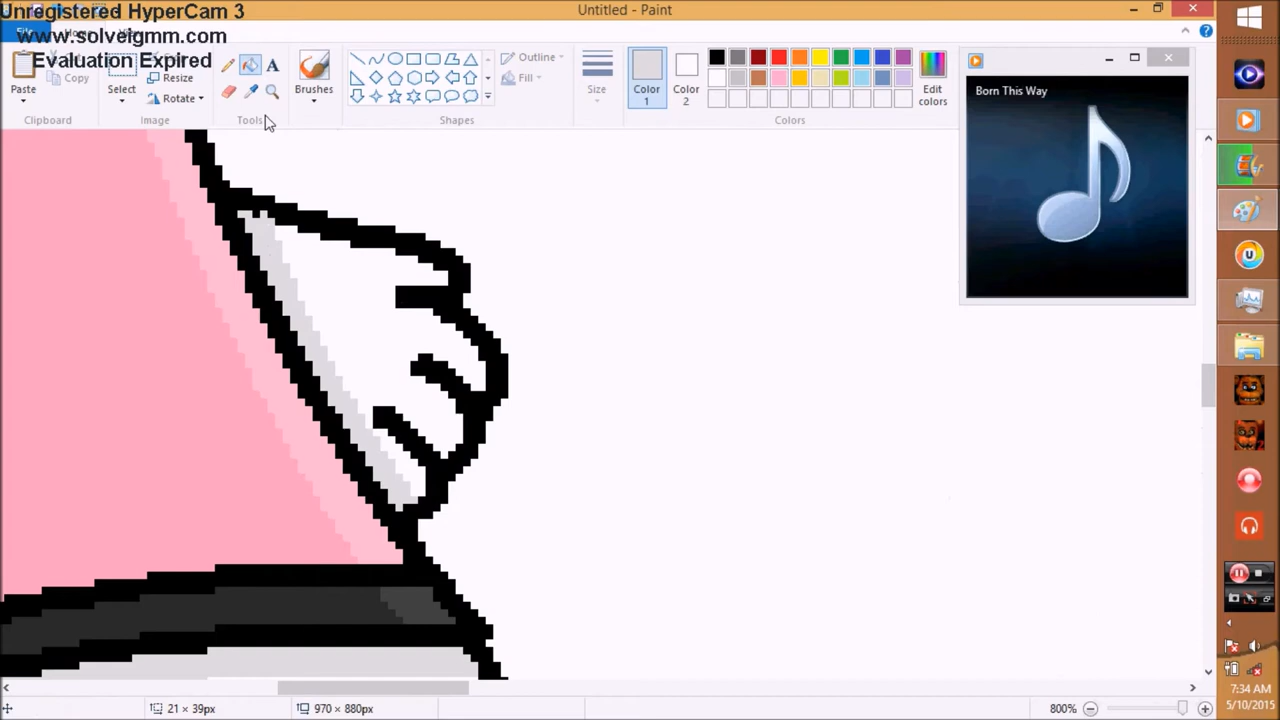 Unregistered HyperCam 3
www.solveigmm.com
Evaluation Expired
Untitled - Paint
File
Paste
Copy
Clipboard
Select
Resize
Rotate
Image
A
Tools
Brushes
Outline
Fill
Shapes
Size
Color
1
Color
2
Edit
colors
Colors
Born This Way
21 × 39px
970 × 880px
800%
7:34 AM
5/10/2015